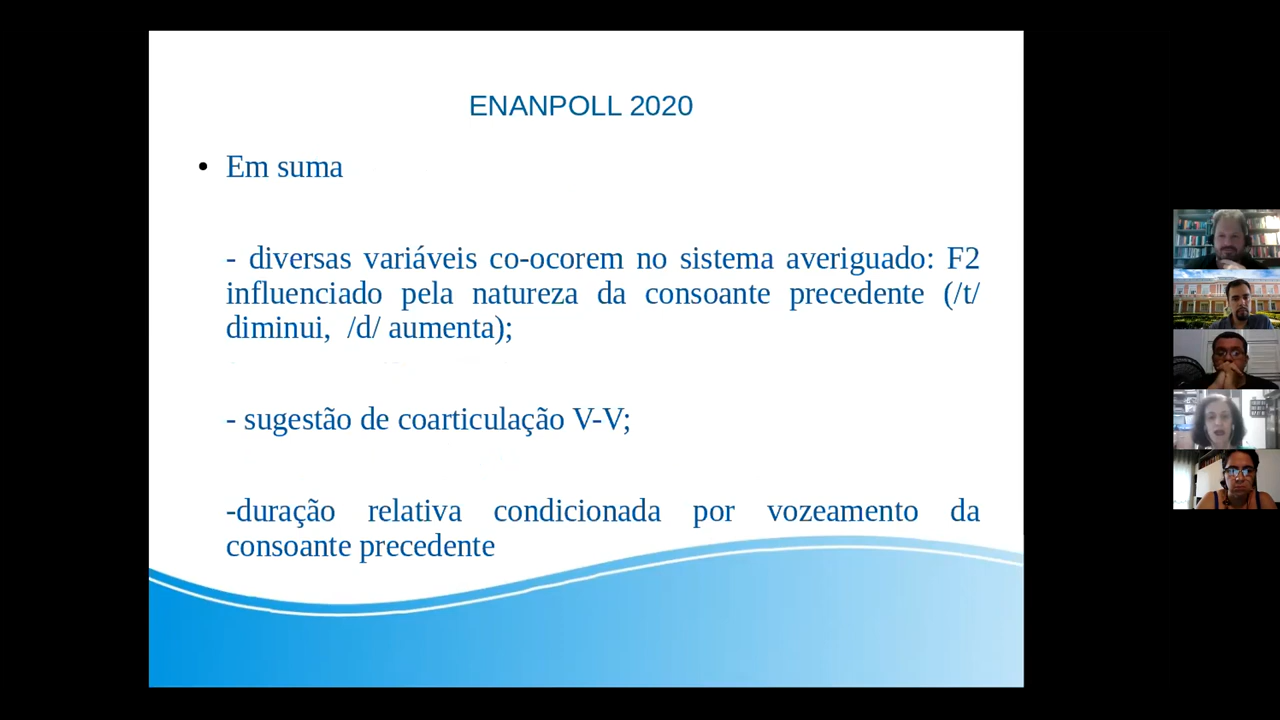 ENANPOLL 2020
• Em suma
- diversas variáveis co-ocorem no sistema averiguado: F2
influenciado pela natureza da consoante precedente (/t/
diminui, /d/ aumenta);
- sugestão de coarticulação V-V;
-duração relativa condicionada por vozeamento da
consoante precedente